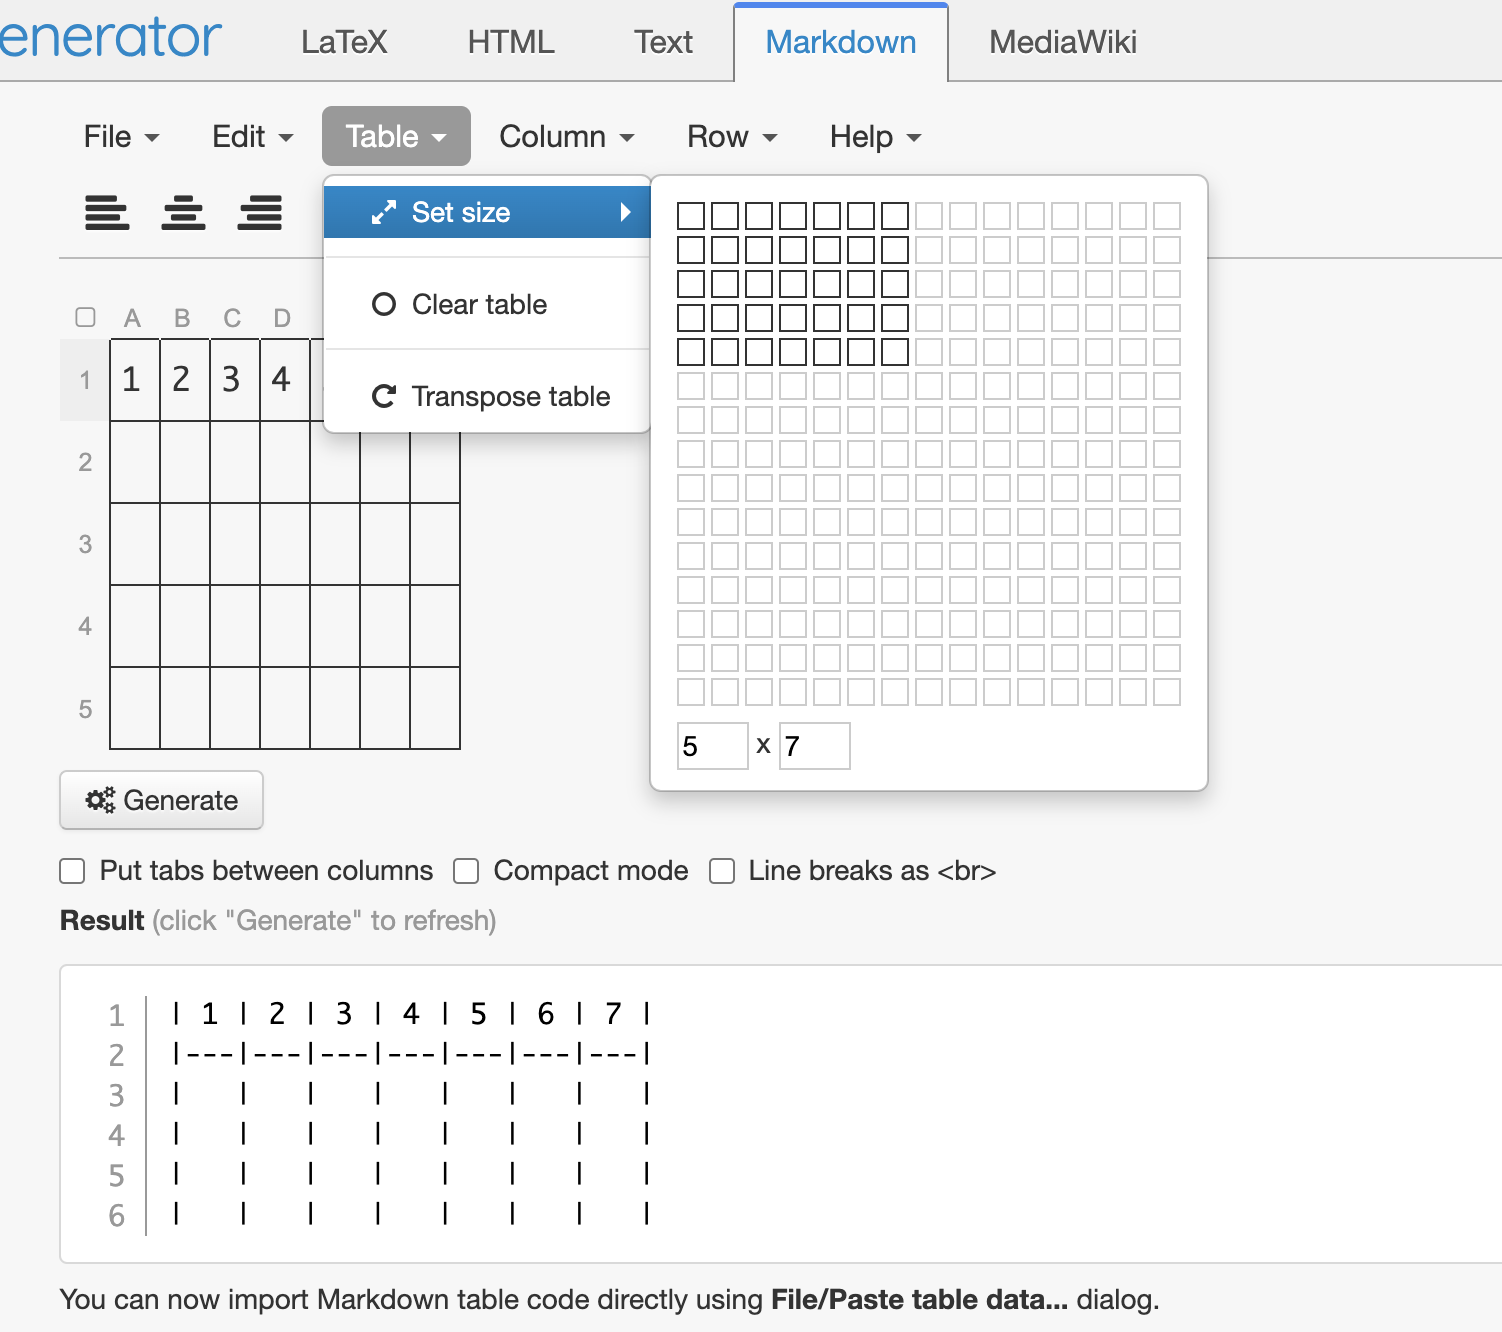 enerator LaTeX HTML Text Markdown MediaWiki
File Edit Table Column Row Help
Set size
Clear table
Transpose table
A B C D
1 1 2 3 4
2
3
4
5
5 x 7
Generate
Put tabs between columns Compact mode Line breaks as <br>
Result (click "Generate" to refresh)
1 | 1 | 2 | 3 | 4 | 5 | 6 | 7 |
2 |---|---|---|---|---|---|---|
3 |   |   |   |   |   |   |   |
4 |   |   |   |   |   |   |   |
5 |   |   |   |   |   |   |   |
6 |   |   |   |   |   |   |   |
You can now import Markdown table code directly using File/Paste table data... dialog.